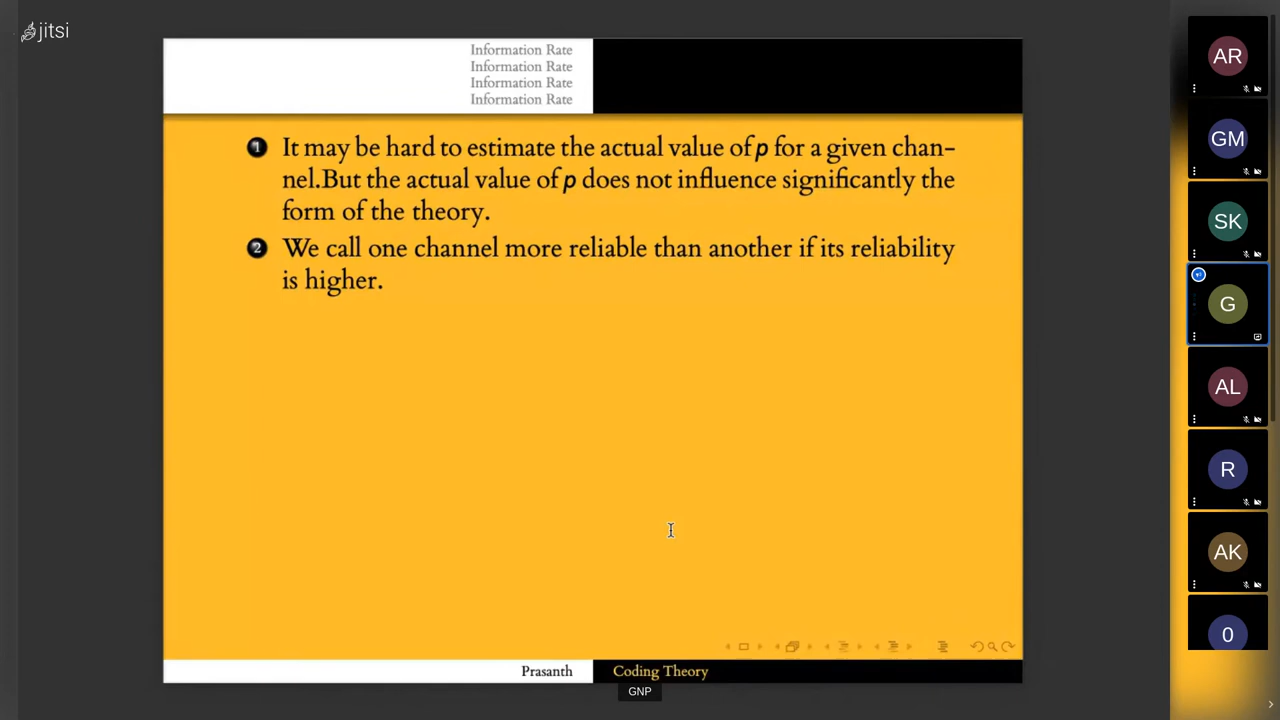 jitsi
Information Rate
Information Rate
Information Rate
Information Rate
1 It may be hard to estimate the actual value of p for a given chan-
nel.But the actual value of p does not influence significantly the
form of the theory.
2 We call one channel more reliable than another if its reliability
is higher.
Prasanth
Coding Theory
GNP
AR
GM
SK
G
AL
R
AK
0